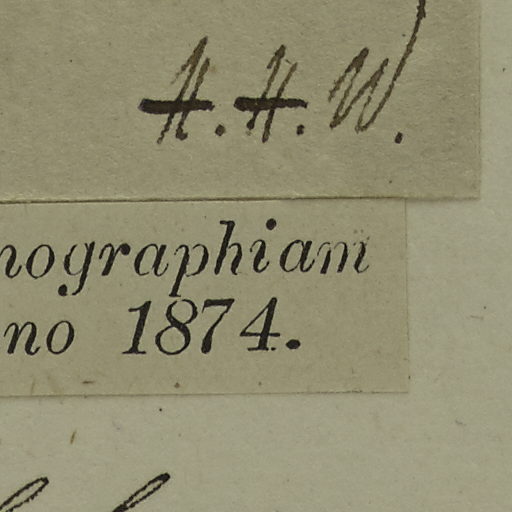 H. H. W.
nographiam
no 1874.